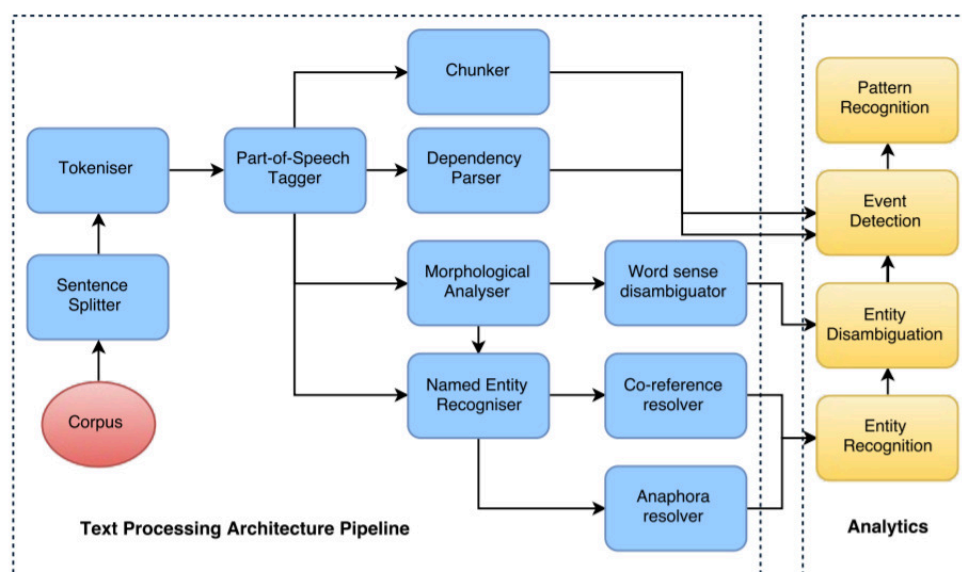 Chunker
Pattern
Recognition
Tokeniser
Part-of-Speech
Tagger
Dependency
Parser
Event
Detection
Sentence
Splitter
Morphological
Analyser
Word sense
disambiguator
Entity
Disambiguation
Corpus
Named Entity
Recogniser
Co-reference
resolver
Entity
Recognition
Anaphora
resolver
Text Processing Architecture Pipeline
Analytics